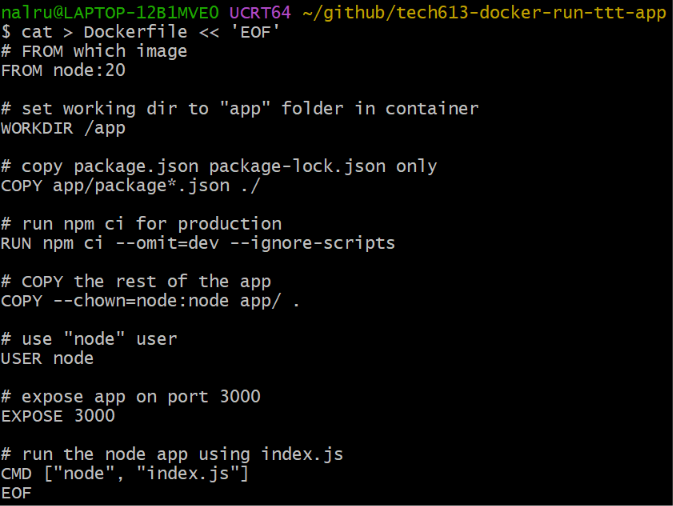 nalru@LAPTOP-12B1MVE0 UCRT64 ~/github/tech613-docker-run-ttt-app
$ cat > Dockerfile << 'EOF'
# FROM which image
FROM node:20

# set working dir to "app" folder in container
WORKDIR /app

# copy package.json package-lock.json only
COPY app/package*.json ./

# run npm ci for production
RUN npm ci --omit=dev --ignore-scripts

# COPY the rest of the app
COPY --chown=node:node app/ .

# use "node" user
USER node

# expose app on port 3000
EXPOSE 3000

# run the node app using index.js
CMD ["node", "index.js"]
EOF